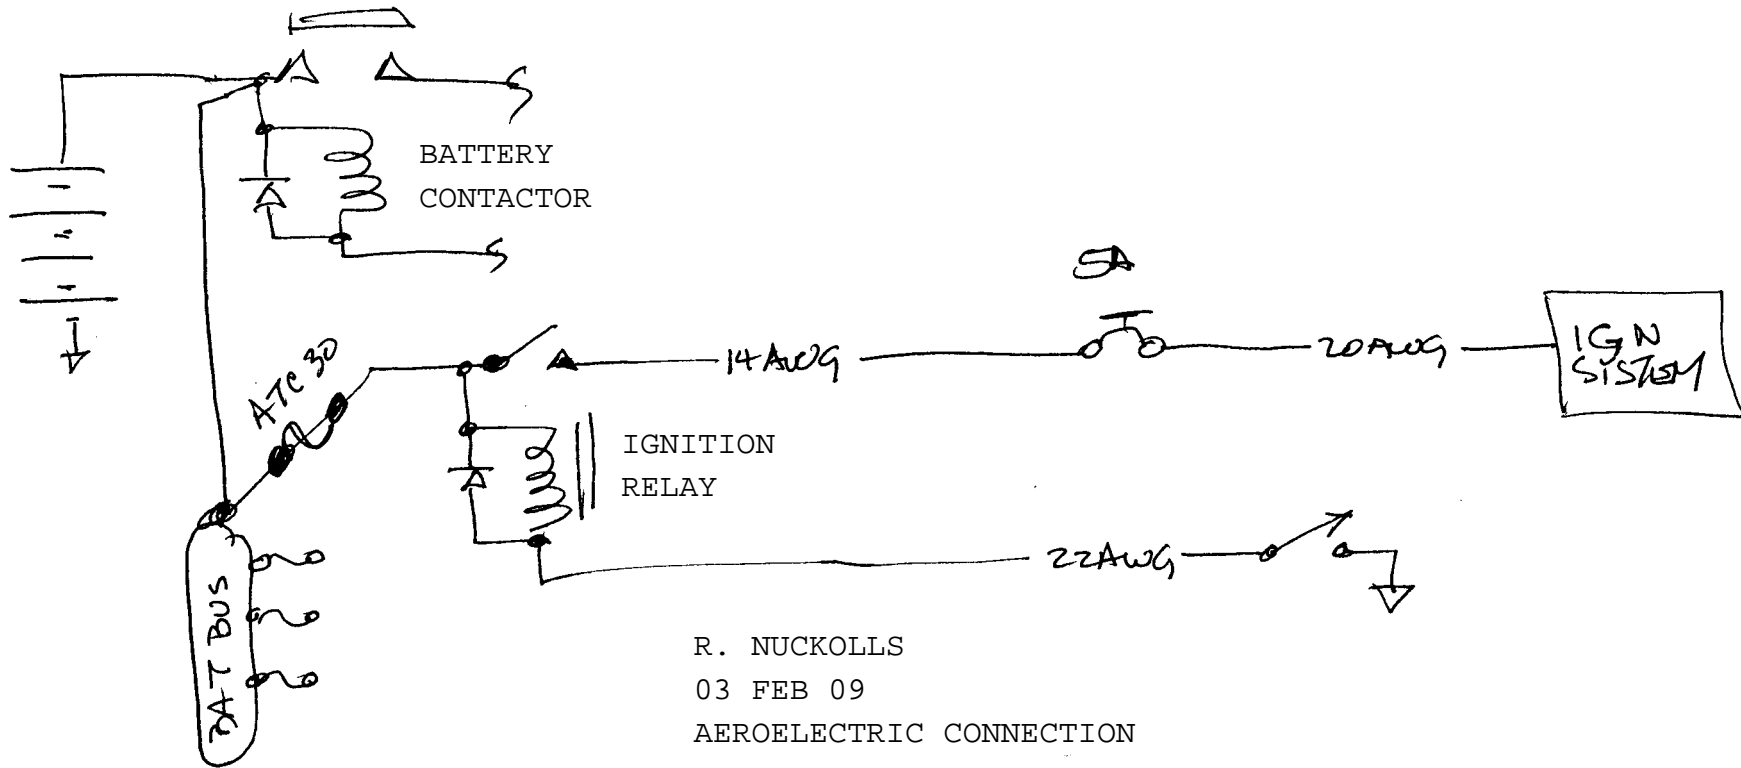 BATTERY
CONTACTOR
5A
ATC 30
14AWG
20AWG
IGN
SISTEM
IGNITION
RELAY
22AWG
BAT BUS
R. NUCKOLLS
03 FEB 09
AEROELECTRIC CONNECTION